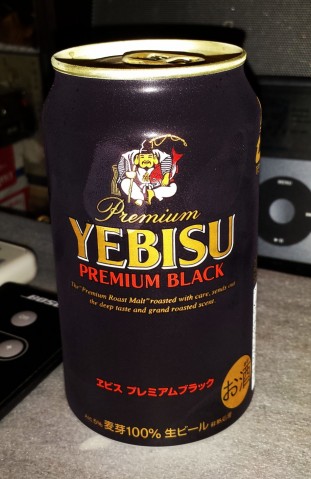 Premium
YEBISU
PREMIUM BLACK
The "Premium Roast Malt" roasted with care, sends out
the deep taste and grand roasted scent.
ヱビス プレミアムブラック
お酒
麦芽100% 生ビール